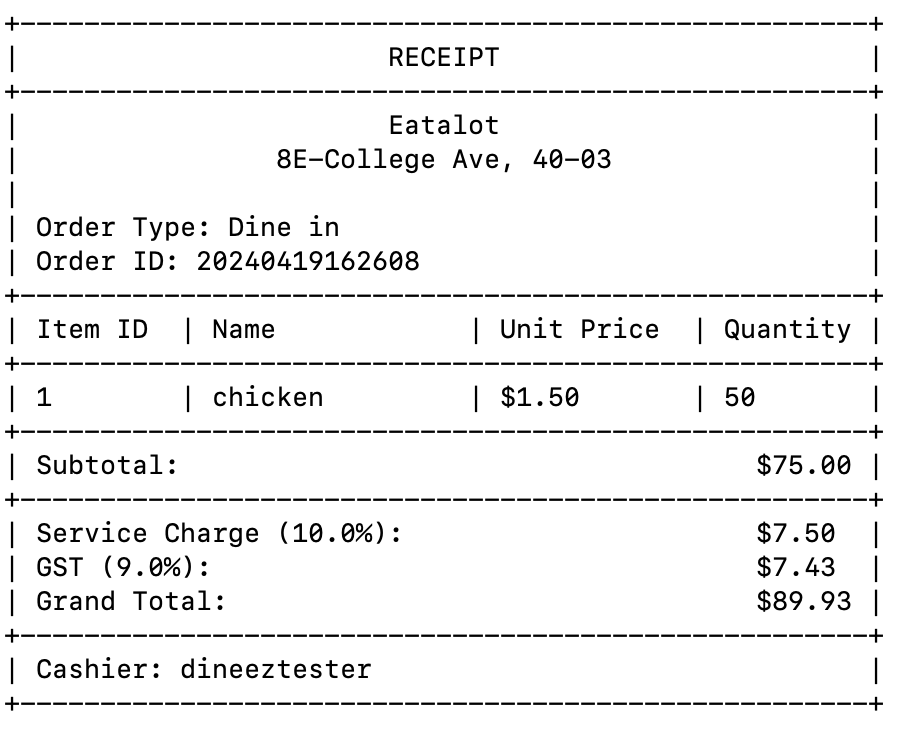 +-----------------------------------------------------+
|                       RECEIPT                       |
+-----------------------------------------------------+
|                       Eatalot                       |
|                8E-College Ave, 40-03                |
|                                                     |
| Order Type: Dine in                                 |
| Order ID: 20240419162608                            |
+-----------------------------------------------------+
| Item ID  | Name            | Unit Price  | Quantity |
+-----------------------------------------------------+
| 1        | chicken         | $1.50       | 50       |
+-----------------------------------------------------+
| Subtotal:                                    $75.00 |
+-----------------------------------------------------+
| Service Charge (10.0%):                      $7.50  |
| GST (9.0%):                                  $7.43  |
| Grand Total:                                 $89.93 |
+-----------------------------------------------------+
| Cashier: dineeztester                               |
+-----------------------------------------------------+